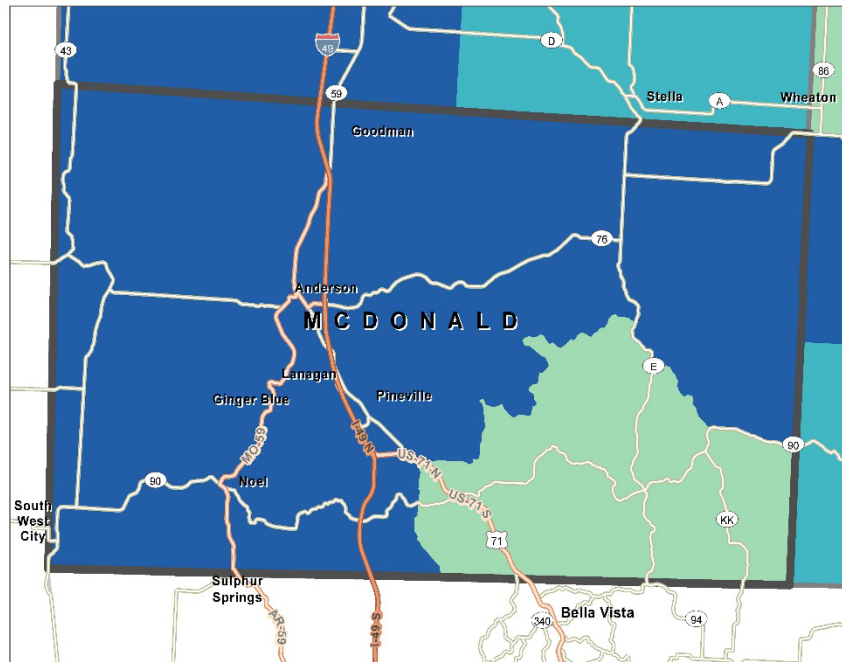 43
49
D
86
59
Stella
A
Wheaton
Goodman
76
Anderson
MCDONALD
Lanagan
E
Ginger Blue
Pineville
MO-59
I-49 N
90
US-71 N
90
Noel
US-71 S
South
West
City
KK
71
Sulphur
Springs
AR-59
I-49 S
Bella Vista
340
94